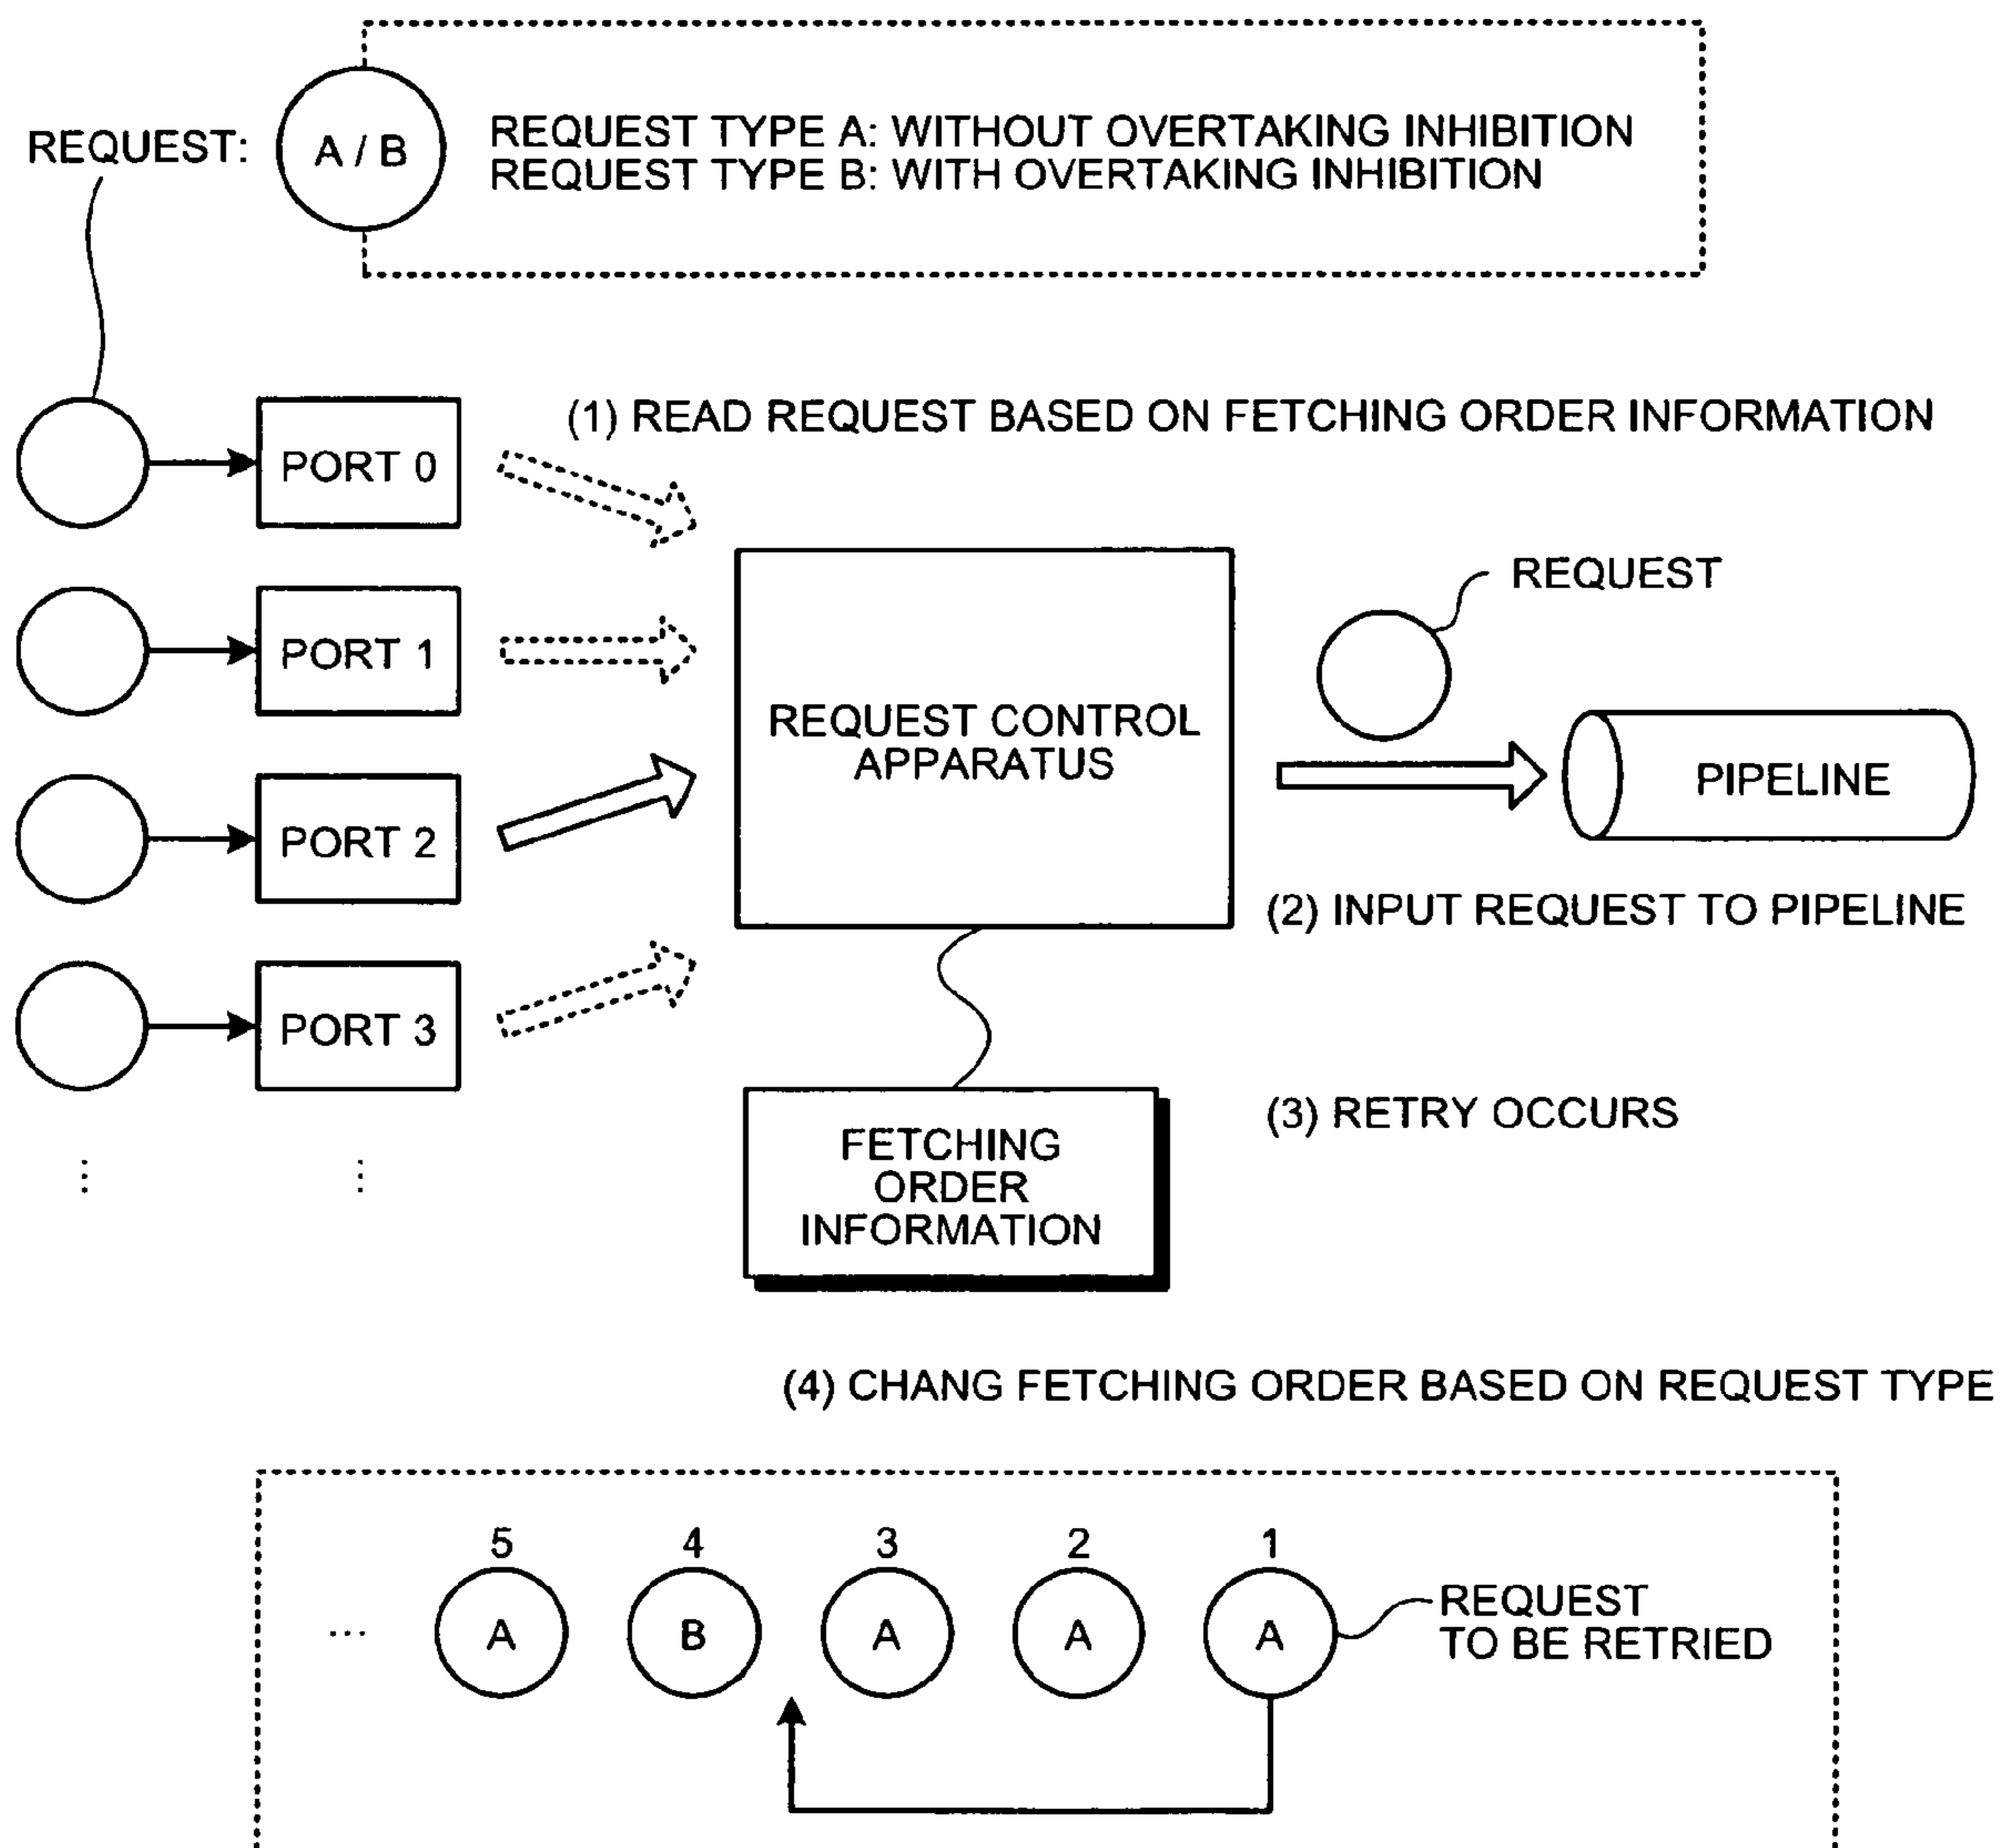 REQUEST:
A / B
REQUEST TYPE A: WITHOUT OVERTAKING INHIBITION
REQUEST TYPE B: WITH OVERTAKING INHIBITION
(1) READ REQUEST BASED ON FETCHING ORDER INFORMATION
PORT 0
PORT 1
PORT 2
PORT 3
⋮
⋮
REQUEST CONTROL
APPARATUS
REQUEST
PIPELINE
(2) INPUT REQUEST TO PIPELINE
(3) RETRY OCCURS
FETCHING
ORDER
INFORMATION
(4) CHANG FETCHING ORDER BASED ON REQUEST TYPE
5 4 3 2 1
... A B A A A
REQUEST
TO BE RETRIED